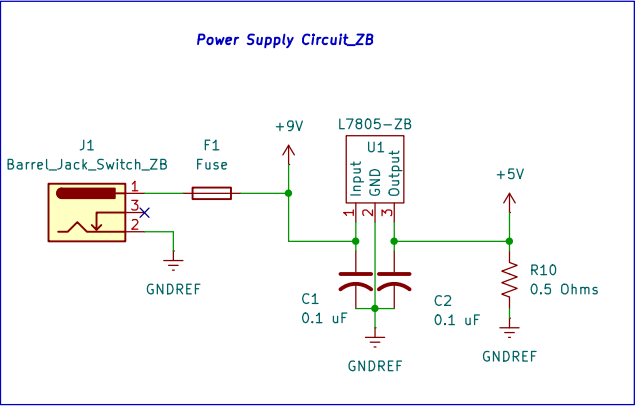 Power Supply Circuit_ZB
J1
Barrel_Jack_Switch_ZB
1
3
2
GNDREF
F1
Fuse
+9V
L7805-ZB
U1
Input
GND
Output
1
2
3
C1
0.1 uF
C2
0.1 uF
GNDREF
+5V
R10
0.5 Ohms
GNDREF